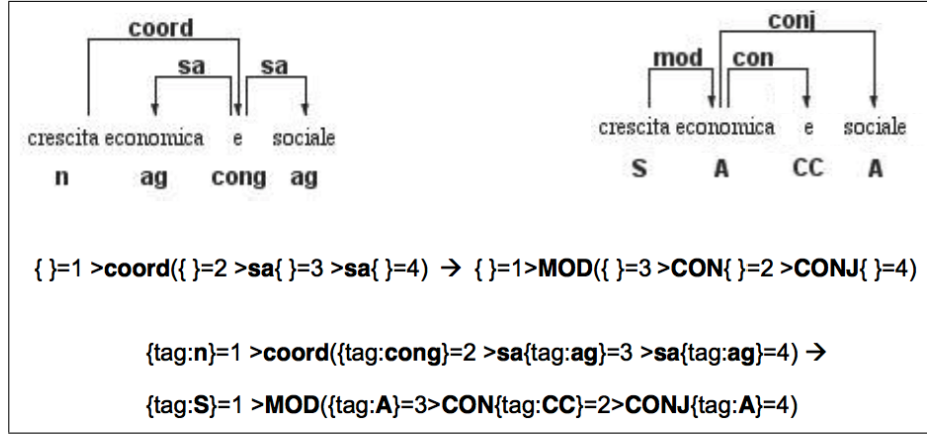 coord conj
sa sa mod con
crescita economica e sociale crescita economica e sociale
n ag cong ag S A CC A
{ }=1 >coord({ }=2 >sa{ }=3 >sa{ }=4) → { }=1>MOD({ }=3 >CON{ }=2 >CONJ{ }=4)
{tag:n}=1 >coord({tag:cong}=2 >sa{tag:ag}=3 >sa{tag:ag}=4) →
{tag:S}=1 >MOD({tag:A}=3>CON{tag:CC}=2>CONJ{tag:A}=4)